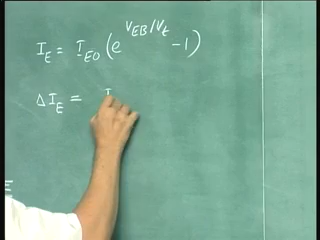 I_E = I_EO (e^{V_EB/V_t} - 1)
ΔI_E = I